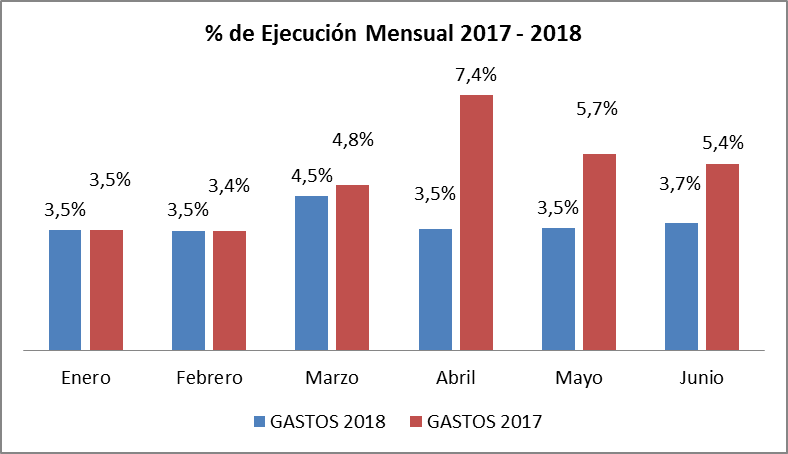 % de Ejecución Mensual 2017 - 2018
3,5% 3,5% 3,5% 3,4% 4,5% 4,8% 3,5% 7,4% 3,5% 5,7% 3,7% 5,4%
Enero Febrero Marzo Abril Mayo Junio
GASTOS 2018 GASTOS 2017